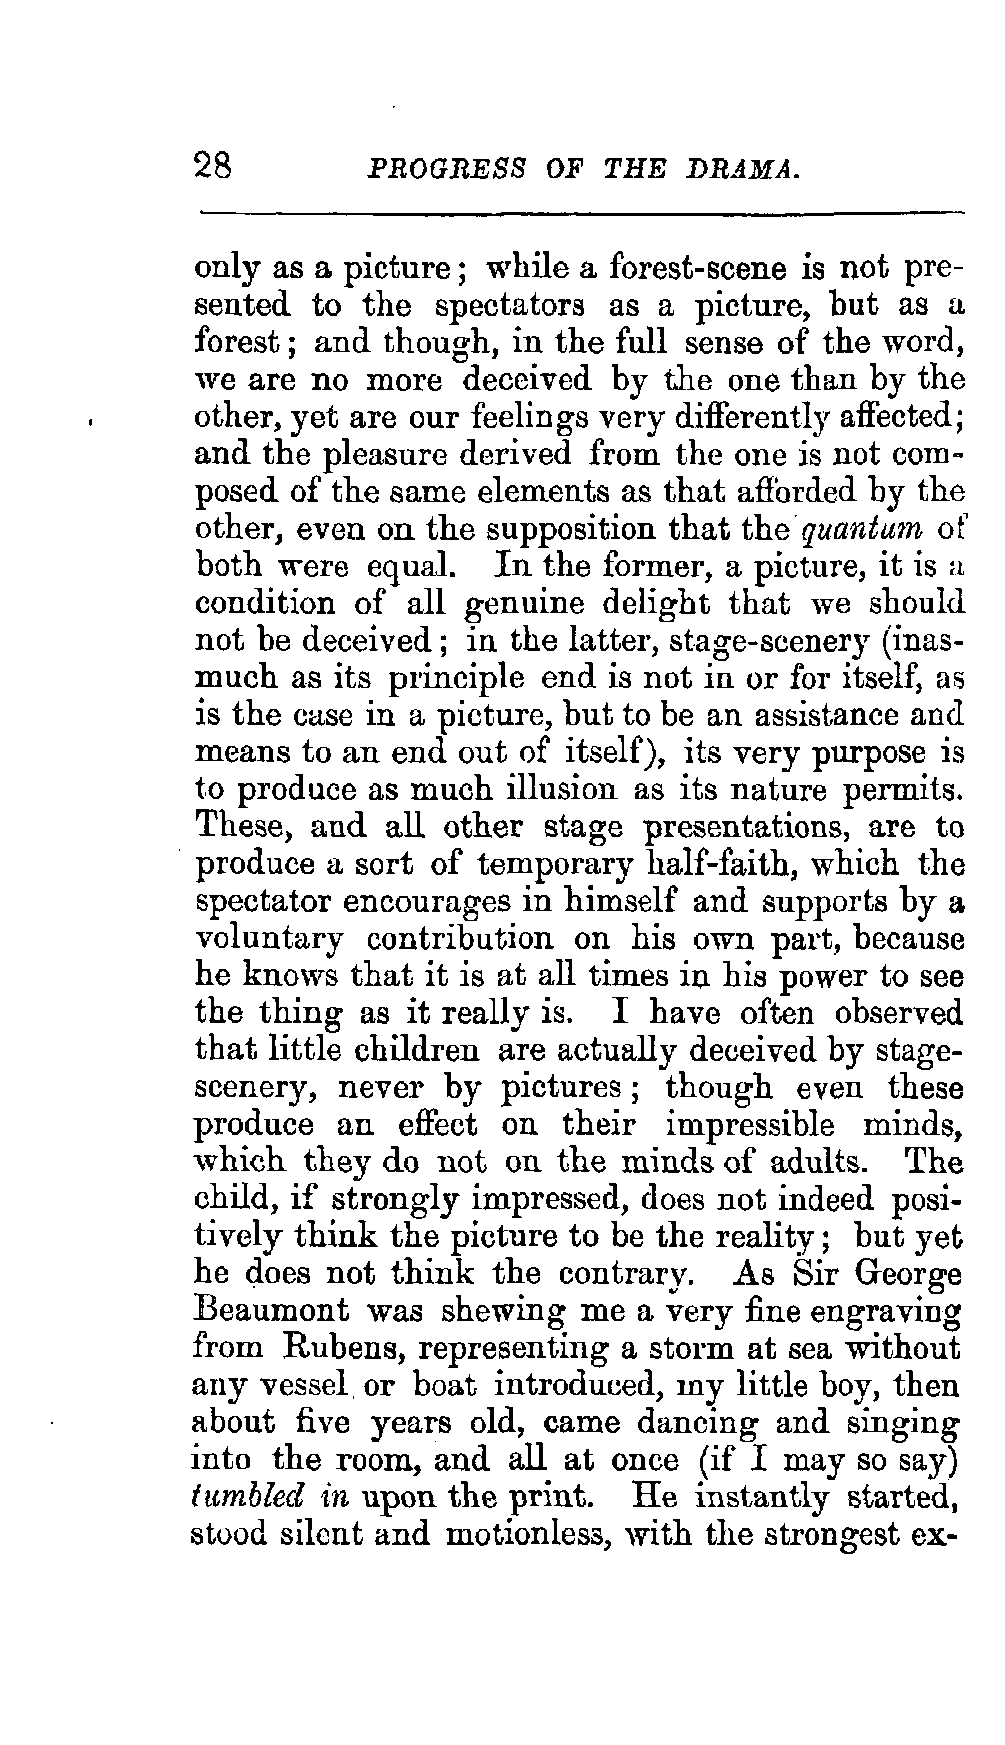 28 PROGRESS OF THE DRAMA.
only as a picture; while a forest-scene is not pre-
sented to the spectators as a picture, but as a
forest; and though, in the full sense of the word,
we are no more deceived by the one than by the
other, yet are our feelings very differently affected;
and the pleasure derived from the one is not com-
posed of the same elements as that afforded by the
other, even on the supposition that the quantum of
both were equal. In the former, a picture, it is a
condition of all genuine delight that we should
not be deceived; in the latter, stage-scenery (inas-
much as its principle end is not in or for itself, as
is the case in a picture, but to be an assistance and
means to an end out of itself), its very purpose is
to produce as much illusion as its nature permits.
These, and all other stage presentations, are to
produce a sort of temporary half-faith, which the
spectator encourages in himself and supports by a
voluntary contribution on his own part, because
he knows that it is at all times in his power to see
the thing as it really is. I have often observed
that little children are actually deceived by stage-
scenery, never by pictures; though even these
produce an effect on their impressible minds,
which they do not on the minds of adults. The
child, if strongly impressed, does not indeed posi-
tively think the picture to be the reality; but yet
he does not think the contrary. As Sir George
Beaumont was shewing me a very fine engraving
from Rubens, representing a storm at sea without
any vessel or boat introduced, my little boy, then
about five years old, came dancing and singing
into the room, and all at once (if I may so say)
tumbled in upon the print. He instantly started,
stood silent and motionless, with the strongest ex-